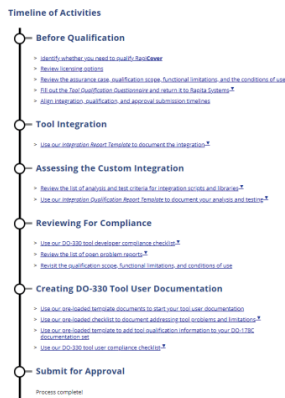 Timeline of Activities
Before Qualification
> Identify whether you need to qualify RapiCover
> Review licensing options
> Review the assurance case, qualification scope, functional limitations, and the conditions of use
> Fill out the Tool Qualification Questionnaire and return it to Rapita Systems
> Align integration, qualification, and approval submission timelines
Tool Integration
> Use our Integration Report Template to document the integration
Assessing the Custom Integration
> Review the list of analysis and test criteria for integration scripts and libraries
> Use our Integration Qualification Report Template to document your analysis and testing
Reviewing For Compliance
> Use our DO-330 tool developer compliance checklist
> Review the list of open problem reports
> Revisit the qualification scope, functional limitations, and conditions of use
Creating DO-330 Tool User Documentation
> Use our pre-loaded template documents to start your tool user documentation
> Use our pre-loaded checklist to document addressing tool problems and limitations
> Use our pre-loaded template to add tool qualification information to your DO-178C
documentation set
> Use our DO-330 tool user compliance checklist
Submit for Approval
Process complete!